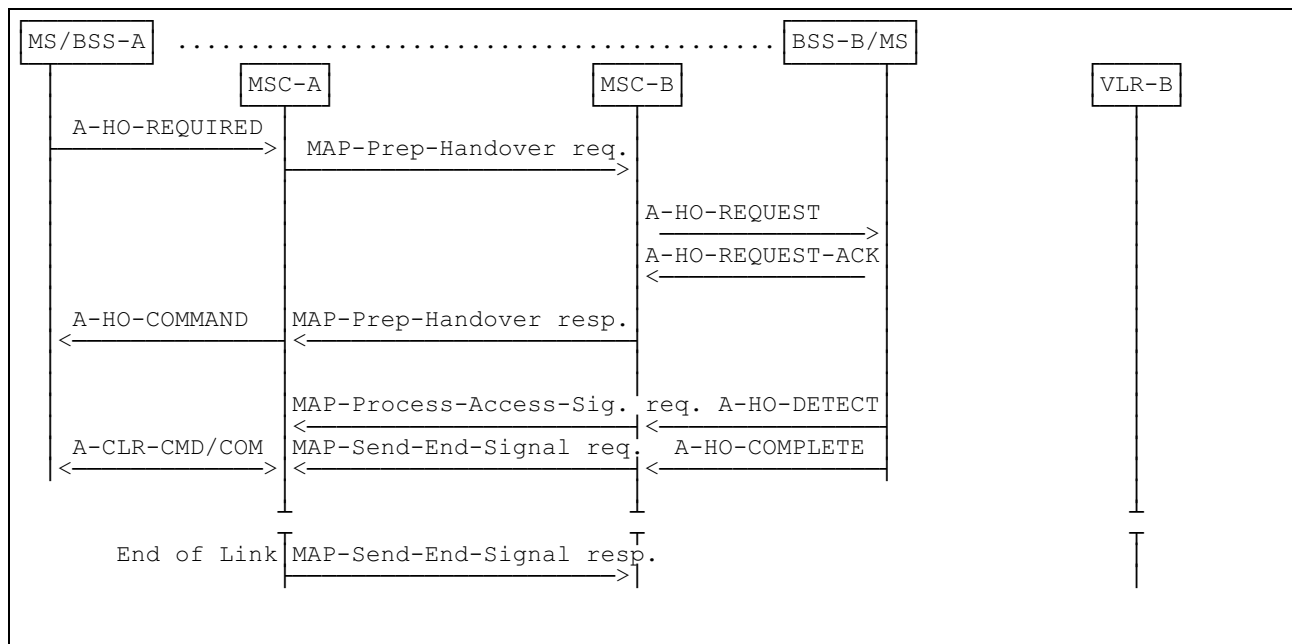 MS/BSS-A ......................................... BSS-B/MS
MSC-A MSC-B VLR-B
A-HO-REQUIRED
MAP-Prep-Handover req.
A-HO-REQUEST
A-HO-REQUEST-ACK
A-HO-COMMAND MAP-Prep-Handover resp.
MAP-Process-Access-Sig. req. A-HO-DETECT
A-CLR-CMD/COM MAP-Send-End-Signal req. A-HO-COMPLETE
End of Link MAP-Send-End-Signal resp.